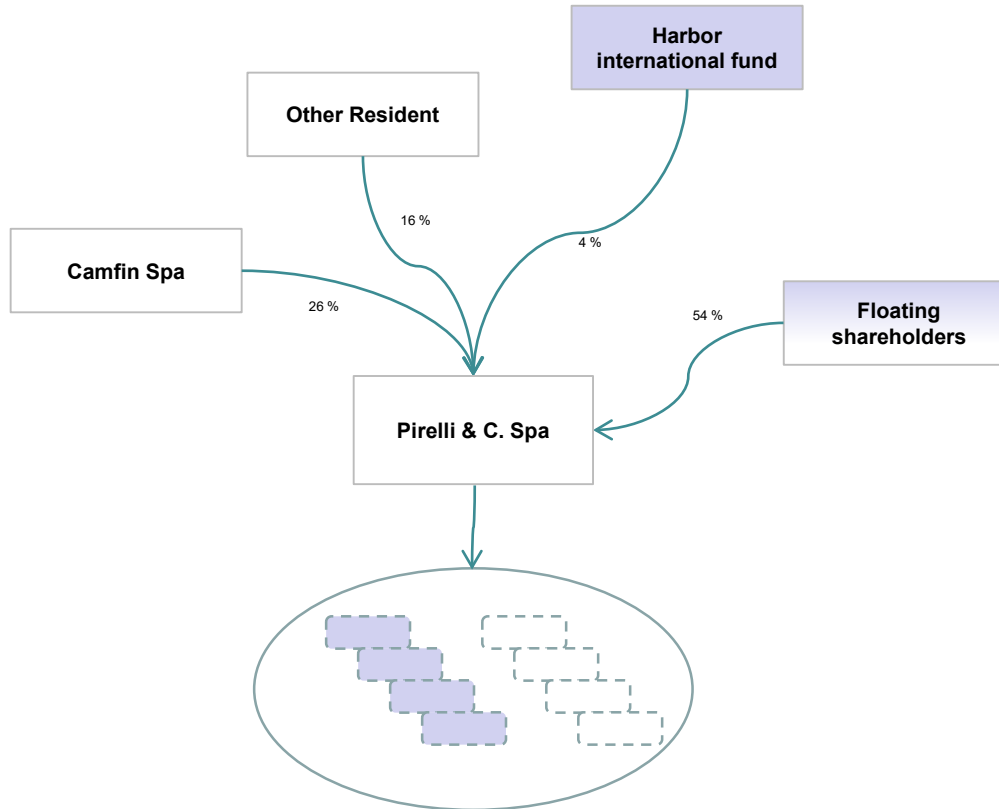 Harbor
international fund
Other Resident
16 %
4 %
Camfin Spa
26 %
54 %
Floating
shareholders
Pirelli & C. Spa